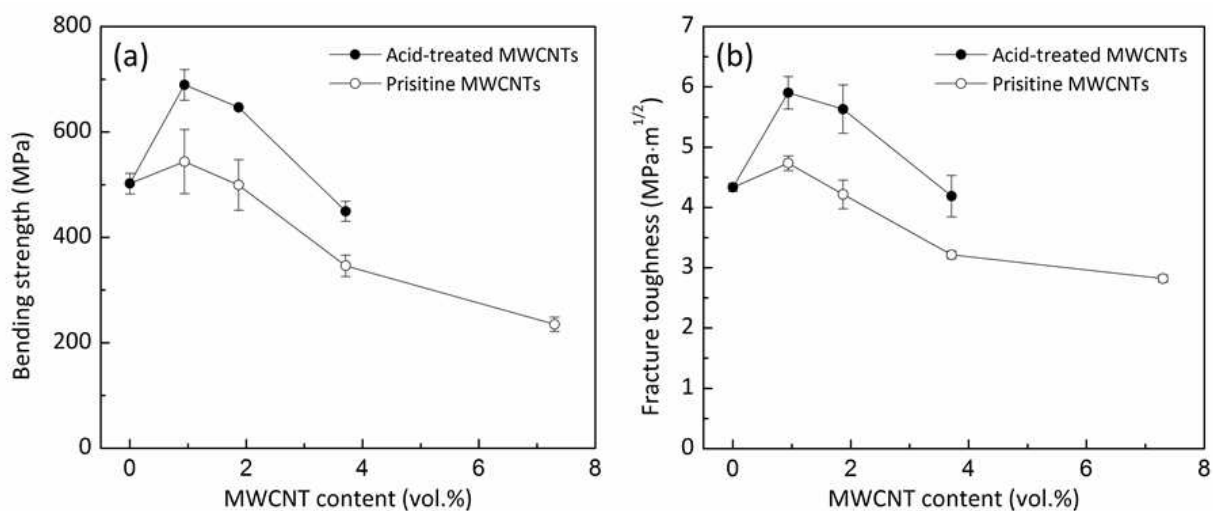 (a)
Acid-treated MWCNTs
Prisitine MWCNTs
Bending strength (MPa)
800
600
400
200
0
0 2 4 6 8
MWCNT content (vol.%)
(b)
Acid-treated MWCNTs
Prisitine MWCNTs
Fracture toughness (MPa·m1/2)
7
6
5
4
3
2
1
0
0 2 4 6 8
MWCNT content (vol.%)